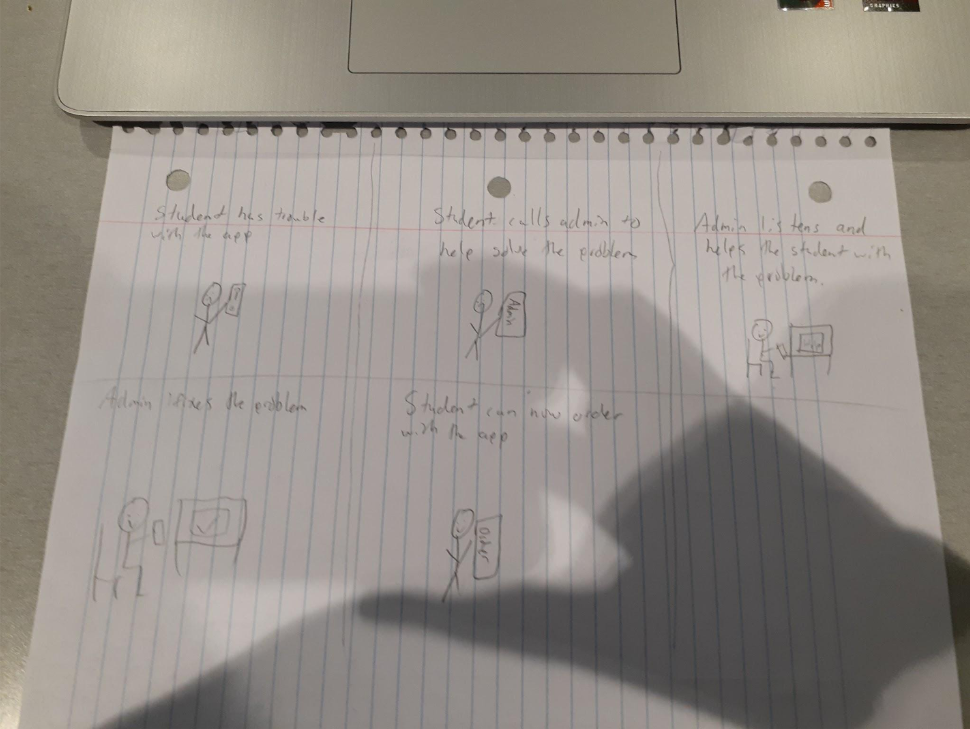 GRAPHICS
Student has trouble
with the app
Student calls admin to
help solve the problem
Admin listens and
helps the student with
the problem.
Admin
Admin fixes the problem
Student can now order
with the app
Order